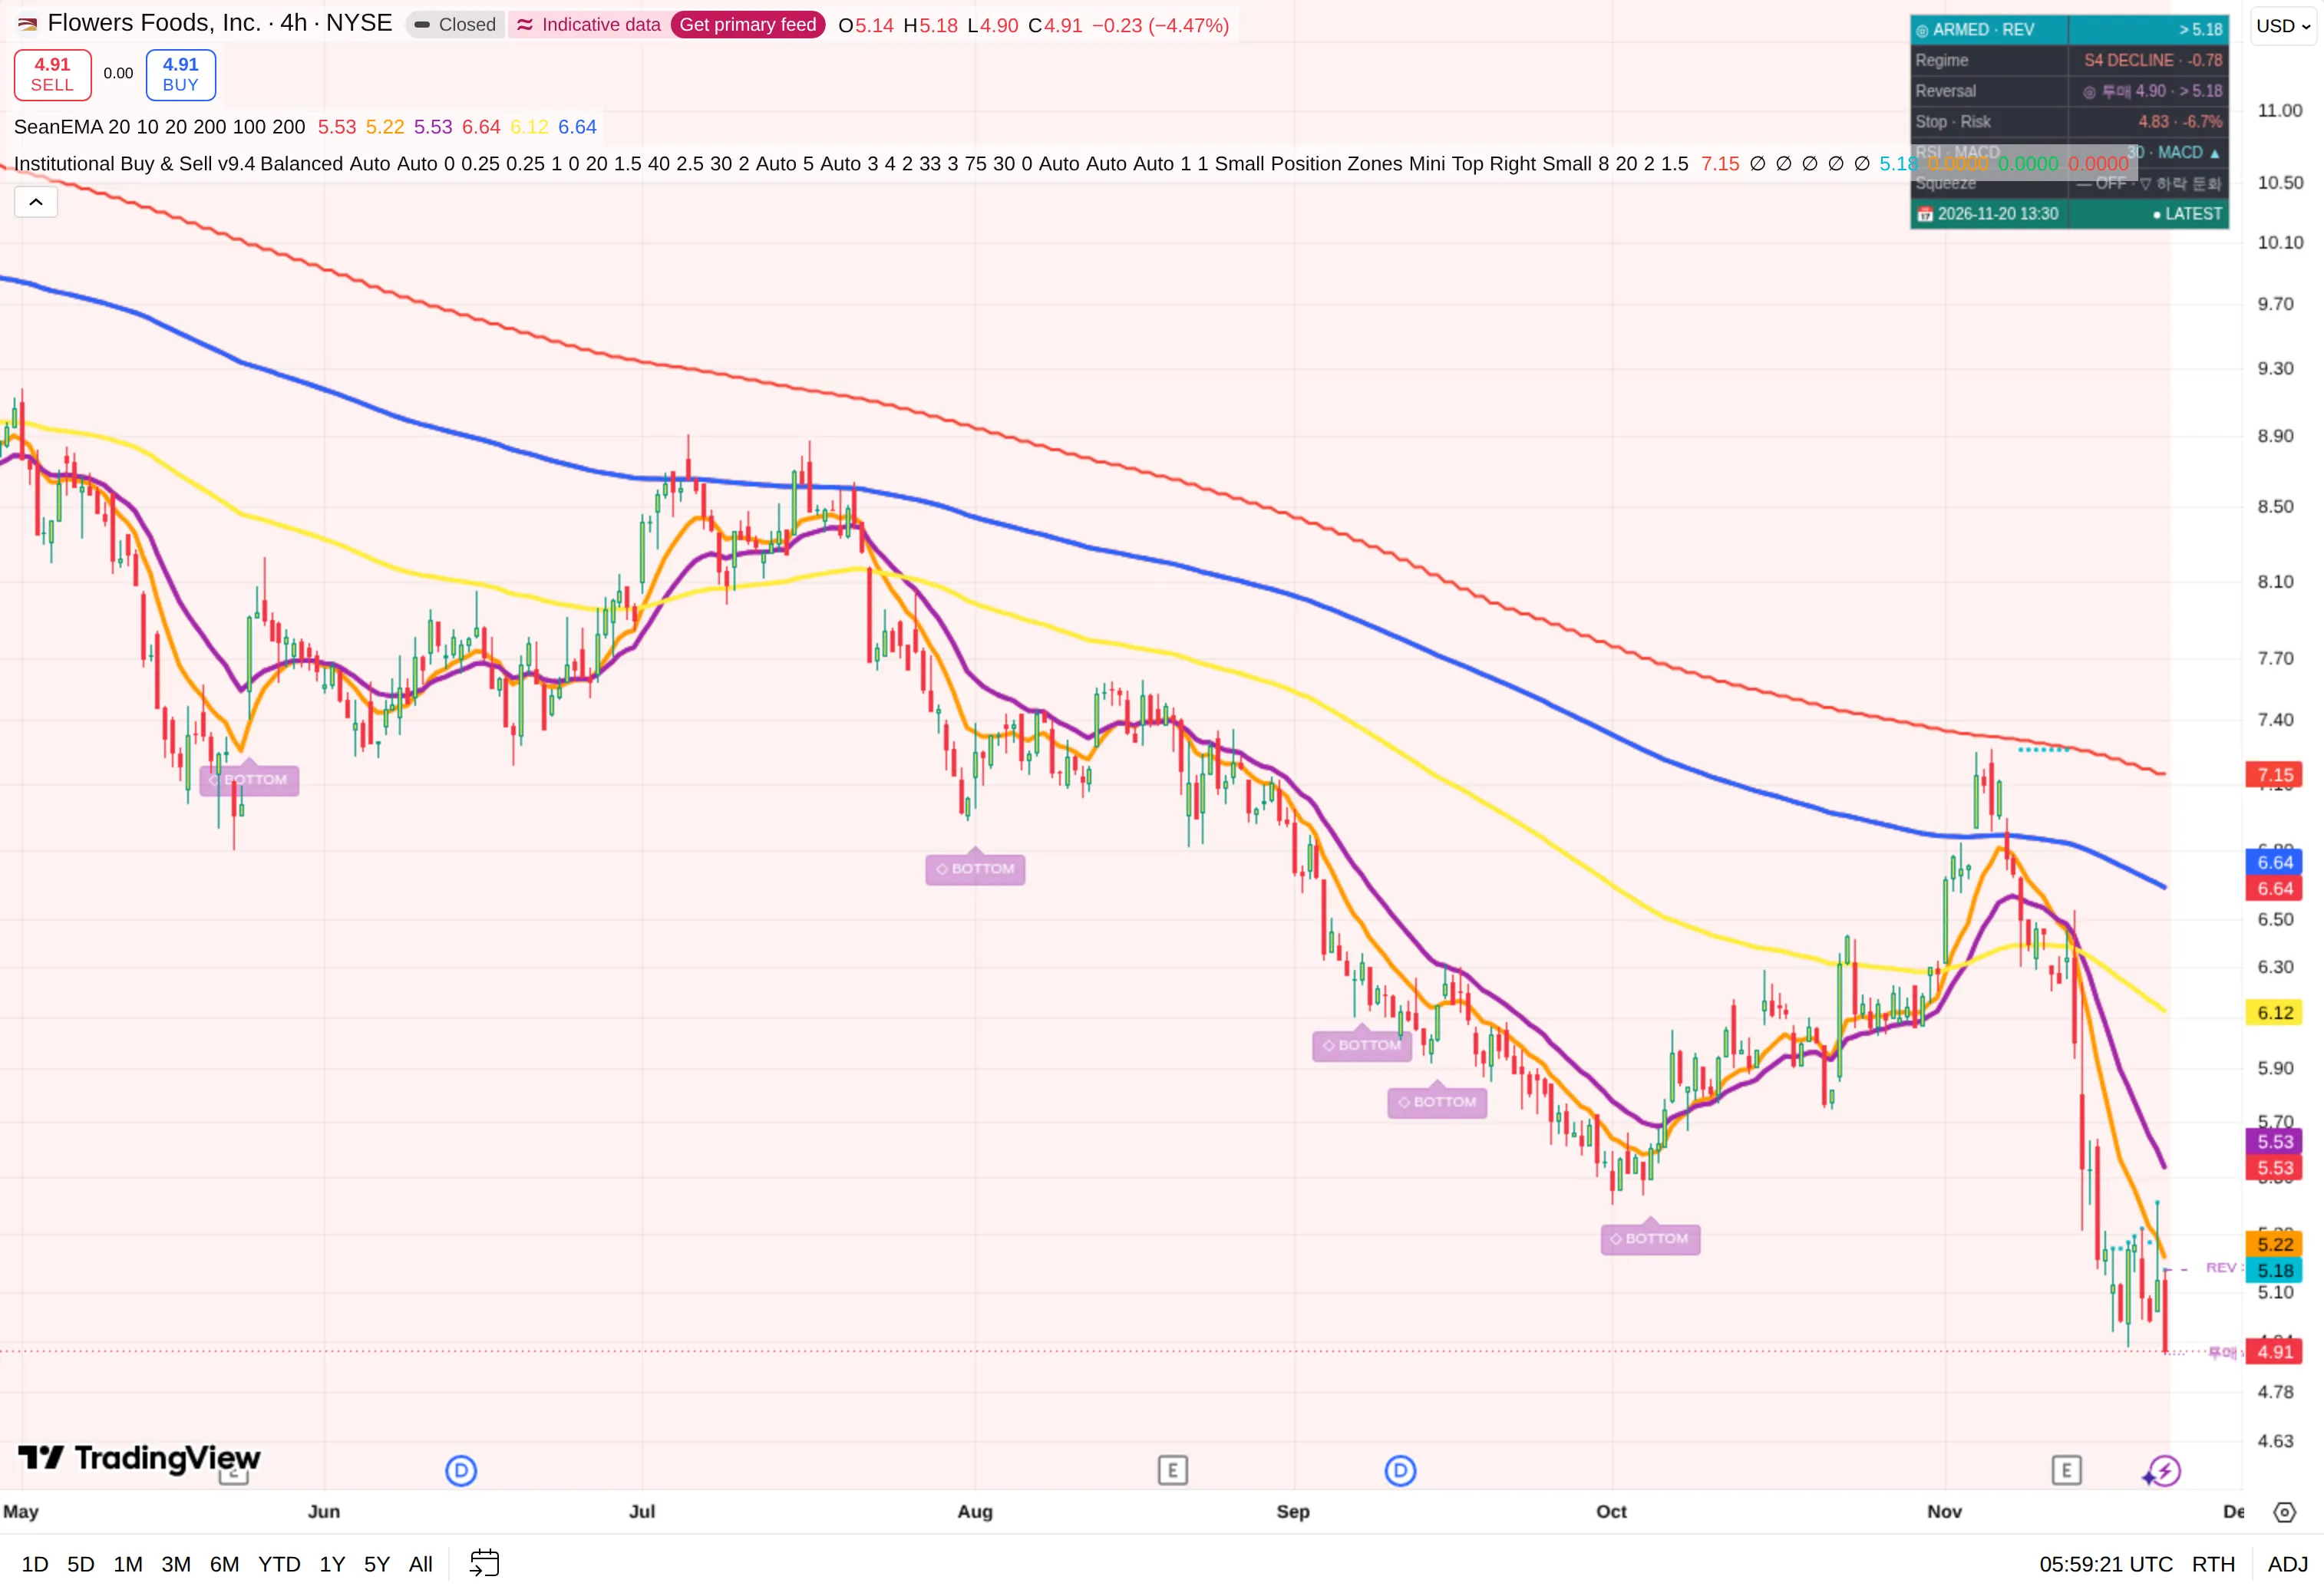 Flowers Foods, Inc. · 4h · NYSE Closed Indicative data Get primary feed O5.14 H5.18 L4.90 C4.91 −0.23 (−4.47%)
4.91 SELL 0.00 4.91 BUY
SeanEMA 20 10 20 200 100 200 5.53 5.22 5.53 6.64 6.12 6.64
Institutional Buy & Sell v9.4 Balanced Auto Auto 0 0.25 0.25 1 0 20 1.5 40 2.5 30 2 Auto 5 Auto 3 4 2 33 3 75 30 0 Auto Auto Auto 1 1 Small Position Zones Mini Top Right Small 8 20 2 1.5 7.15 ∅ ∅ ∅ ∅ ∅ 5.18 0.0000 0.0000 0.0000
◎ ARMED · REV > 5.18
Regime S4 DECLINE · -0.78
Reversal ◎ 투매 4.90 · > 5.18
Stop · Risk 4.83 · -6.7%
RSI · MACD 30 · MACD ▲
Squeeze — OFF · ▽ 하락 둔화
2026-11-20 13:30 ● LATEST
USD
11.00
10.50
10.10
9.70
9.30
8.90
8.50
8.10
7.70
7.40
7.15
6.64
6.64
6.50
6.30
6.12
5.90
5.70
5.53
5.53
5.22
5.18
5.10
4.91
4.78
4.63
◇ BOTTOM
◇ BOTTOM
◇ BOTTOM
◇ BOTTOM
◇ BOTTOM
REV
투매
TradingView
D
E
D
E
May Jun Jul Aug Sep Oct Nov De
1D 5D 1M 3M 6M YTD 1Y 5Y All 05:59:21 UTC RTH ADJ